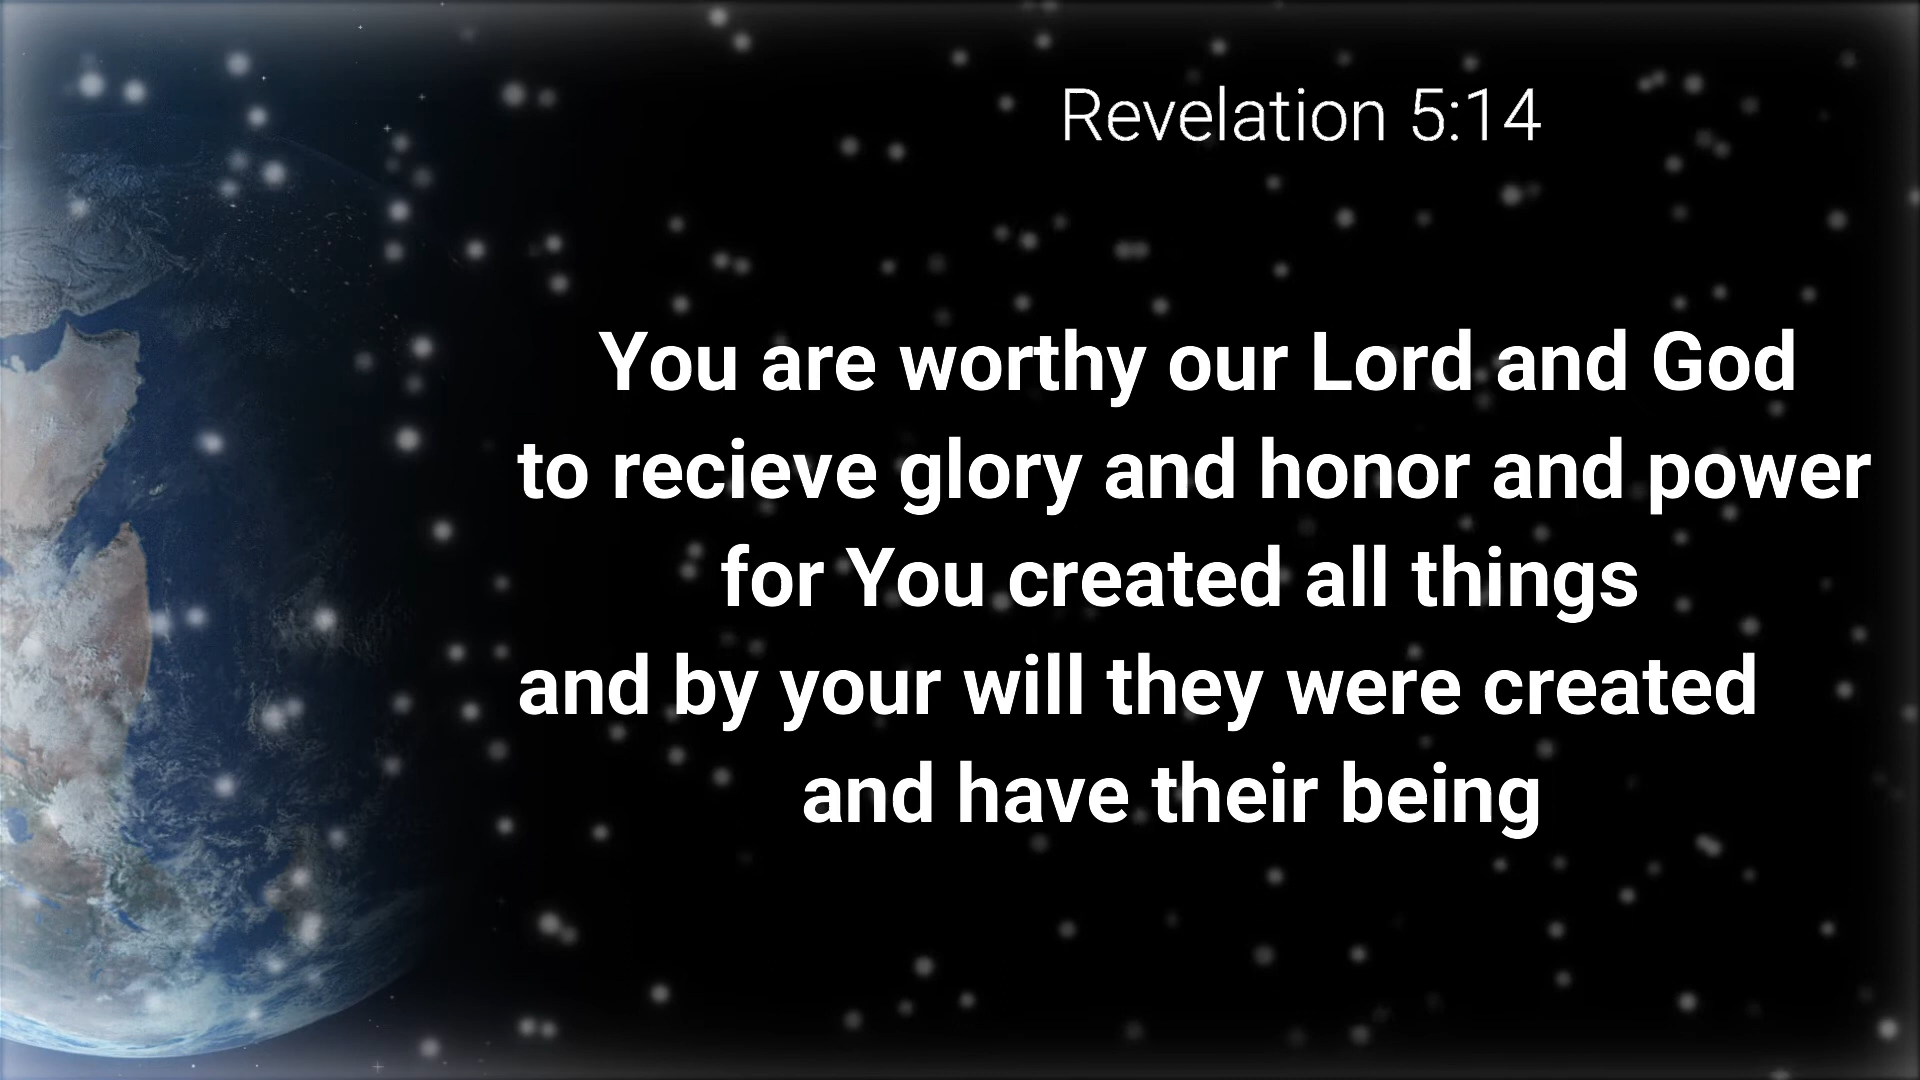 Revelation 5:14
You are worthy our Lord and God
to recieve glory and honor and power
for You created all things
and by your will they were created
and have their being